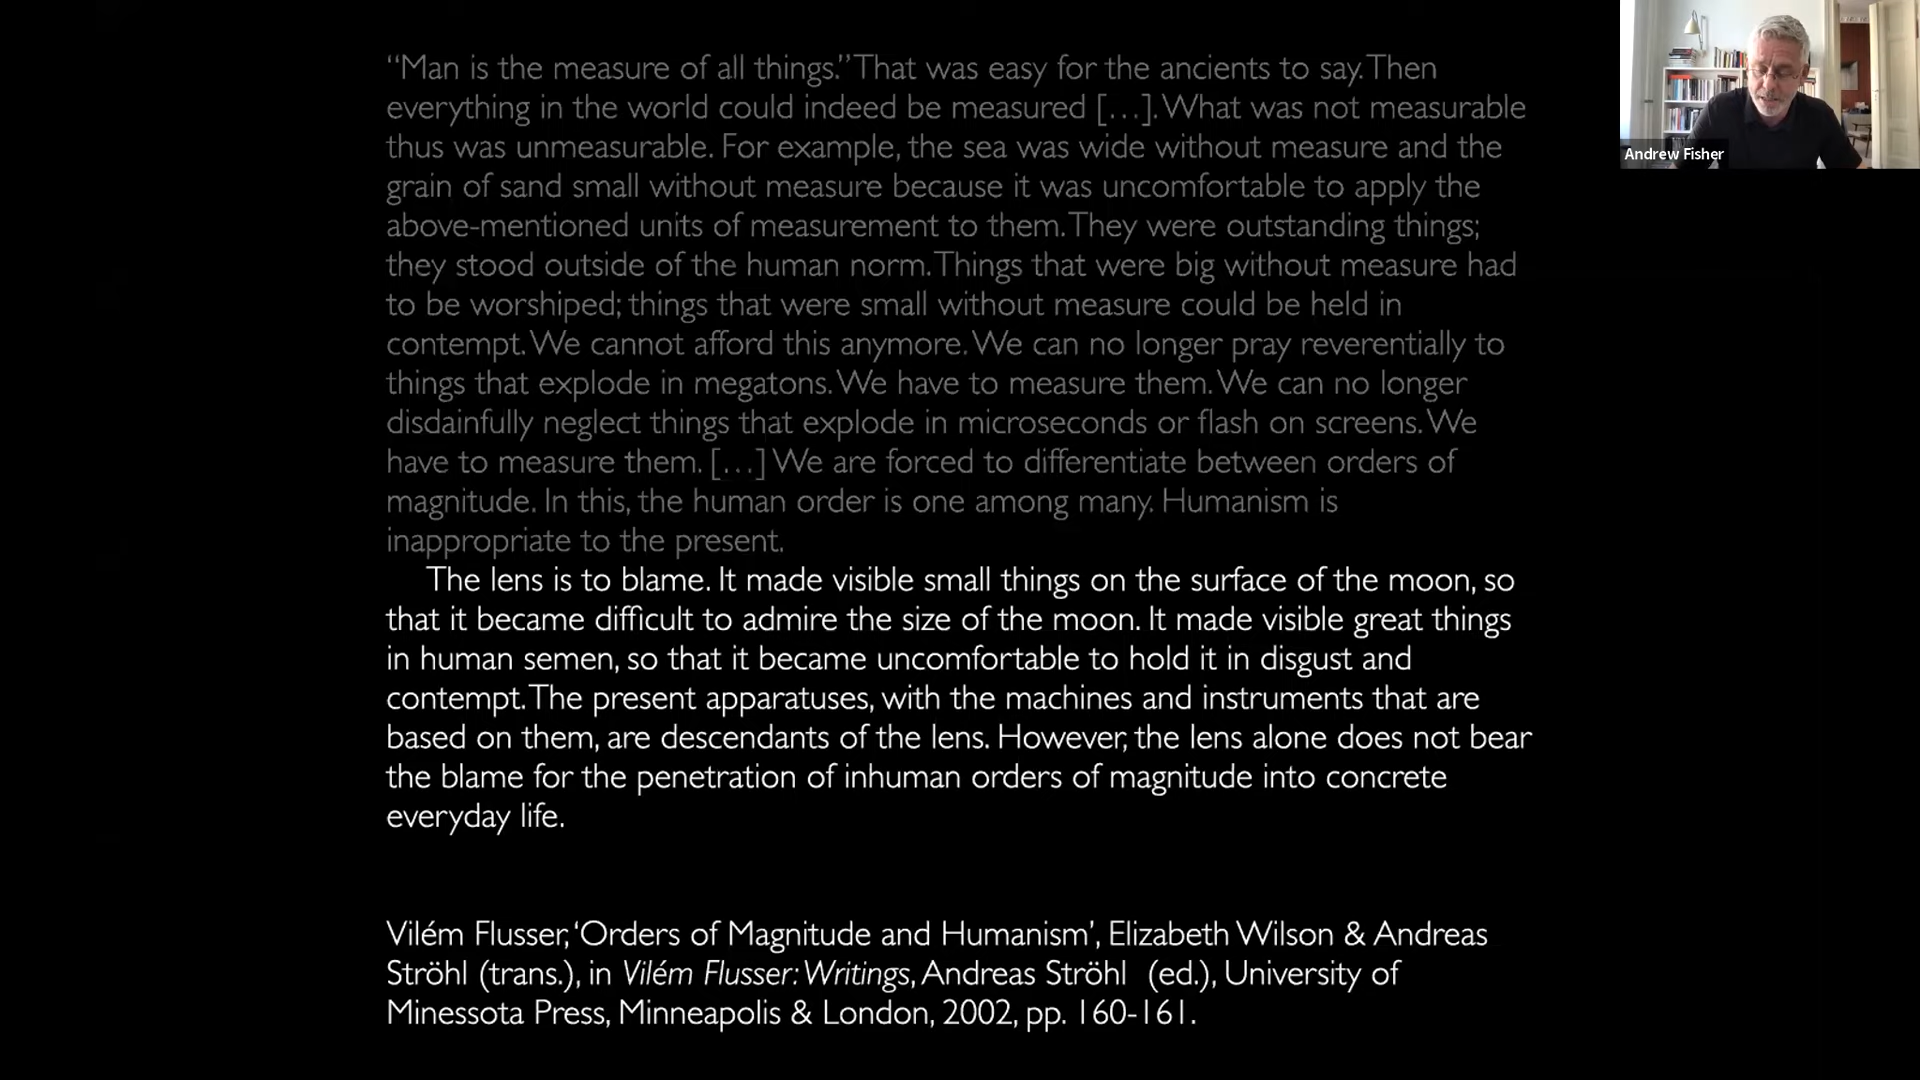 “Man is the measure of all things.” That was easy for the ancients to say. Then
everything in the world could indeed be measured […]. What was not measurable
thus was unmeasurable. For example, the sea was wide without measure and the
grain of sand small without measure because it was uncomfortable to apply the
above-mentioned units of measurement to them. They were outstanding things;
they stood outside of the human norm. Things that were big without measure had
to be worshiped; things that were small without measure could be held in
contempt. We cannot afford this anymore. We can no longer pray reverentially to
things that explode in megatons. We have to measure them. We can no longer
disdainfully neglect things that explode in microseconds or flash on screens. We
have to measure them. […] We are forced to differentiate between orders of
magnitude. In this, the human order is one among many. Humanism is
inappropriate to the present.
The lens is to blame. It made visible small things on the surface of the moon, so
that it became difficult to admire the size of the moon. It made visible great things
in human semen, so that it became uncomfortable to hold it in disgust and
contempt. The present apparatuses, with the machines and instruments that are
based on them, are descendants of the lens. However, the lens alone does not bear
the blame for the penetration of inhuman orders of magnitude into concrete
everyday life.
Vilém Flusser, ‘Orders of Magnitude and Humanism’, Elizabeth Wilson & Andreas
Ströhl (trans.), in Vilém Flusser: Writings, Andreas Ströhl (ed.), University of
Minessota Press, Minneapolis & London, 2002, pp. 160-161.
Andrew Fisher